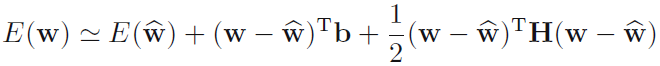 E(w) ≃ E(ŵ) + (w − ŵ)ᵀb + 1/2 (w − ŵ)ᵀH(w − ŵ)